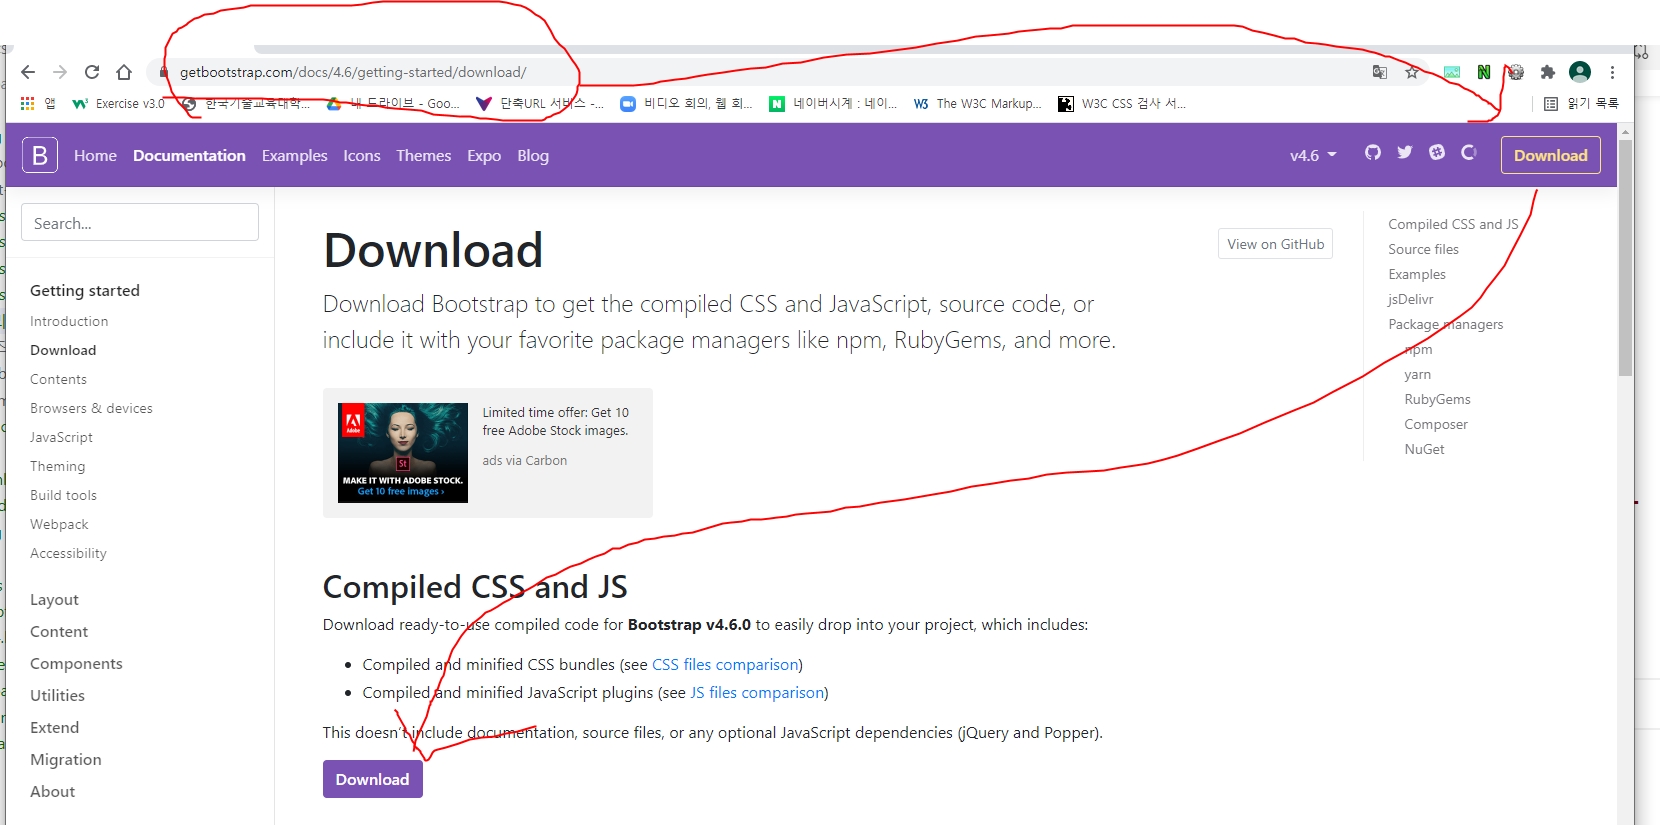 getbootstrap.com/docs/4.6/getting-started/download/
앱 Exercise v3.0 한국기술교육대학... 내 드라이브 - Goo... 단축URL 서비스 -... 비디오 회의, 웹 회... 네이버시계 : 네이... The W3C Markup... W3C CSS 검사 서... 읽기 목록
B Home Documentation Examples Icons Themes Expo Blog v4.6 Download
Search...
Getting started
Introduction
Download
Contents
Browsers & devices
JavaScript
Theming
Build tools
Webpack
Accessibility
Layout
Content
Components
Utilities
Extend
Migration
About
Download
View on GitHub
Download Bootstrap to get the compiled CSS and JavaScript, source code, or
include it with your favorite package managers like npm, RubyGems, and more.
Adobe
St
MAKE IT WITH ADOBE STOCK.
Get 10 free images ›
Limited time offer: Get 10
free Adobe Stock images.
ads via Carbon
Compiled CSS and JS
Download ready-to-use compiled code for Bootstrap v4.6.0 to easily drop into your project, which includes:
• Compiled and minified CSS bundles (see CSS files comparison)
• Compiled and minified JavaScript plugins (see JS files comparison)
This doesn't include documentation, source files, or any optional JavaScript dependencies (jQuery and Popper).
Download
Compiled CSS and JS
Source files
Examples
jsDelivr
Package managers
npm
yarn
RubyGems
Composer
NuGet